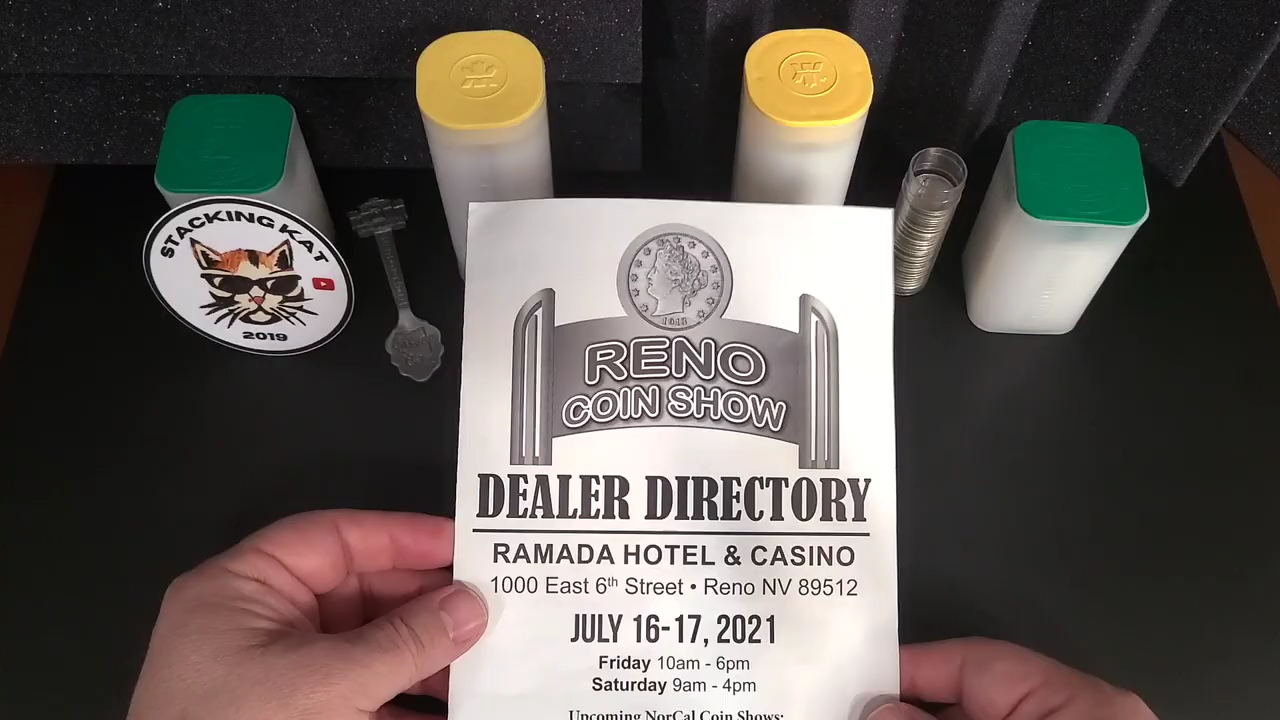 STACKING KAT
2019
1912
RENO
COIN SHOW
DEALER DIRECTORY
RAMADA HOTEL & CASINO
1000 East 6th Street • Reno NV 89512
JULY 16-17, 2021
Friday 10am - 6pm
Saturday 9am - 4pm
Upcoming NorCal Coin Shows: